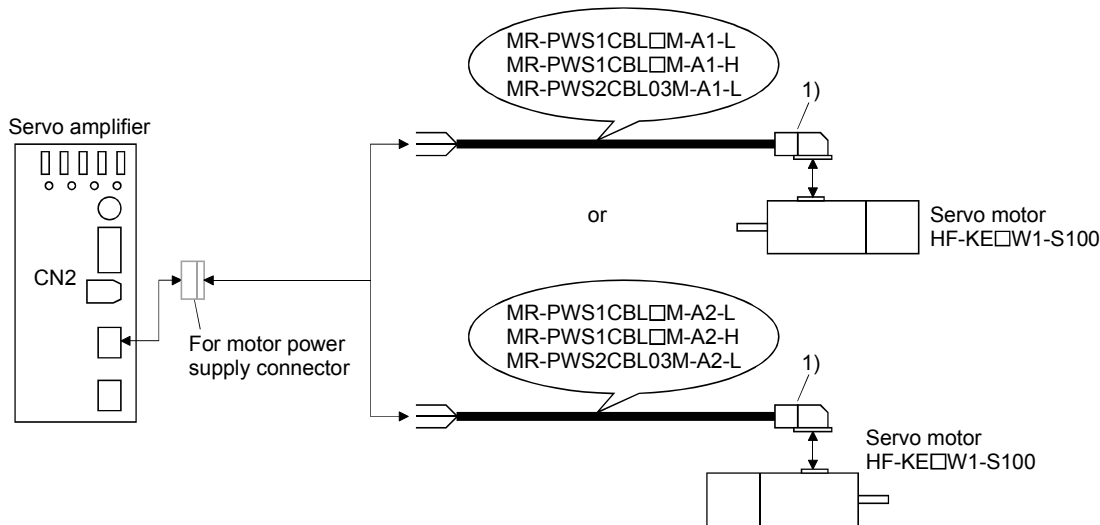 MR-PWS1CBL□M-A1-L
MR-PWS1CBL□M-A1-H
MR-PWS2CBL03M-A1-L
1)
Servo amplifier
or
Servo motor
HF-KE□W1-S100
CN2
For motor power
supply connector
MR-PWS1CBL□M-A2-L
MR-PWS1CBL□M-A2-H
MR-PWS2CBL03M-A2-L
1)
Servo motor
HF-KE□W1-S100